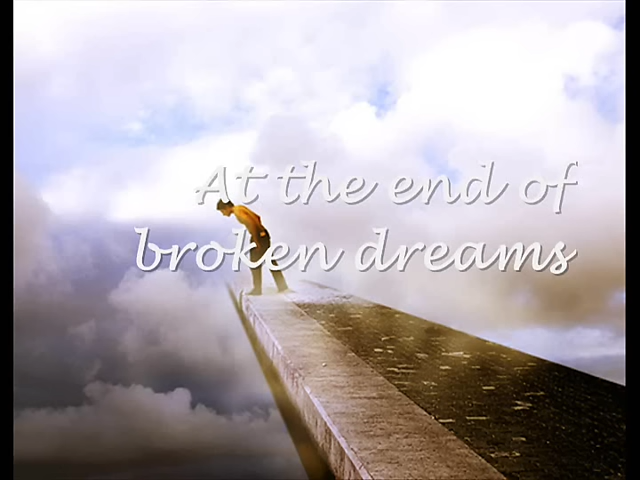 At the end of
broken dreams